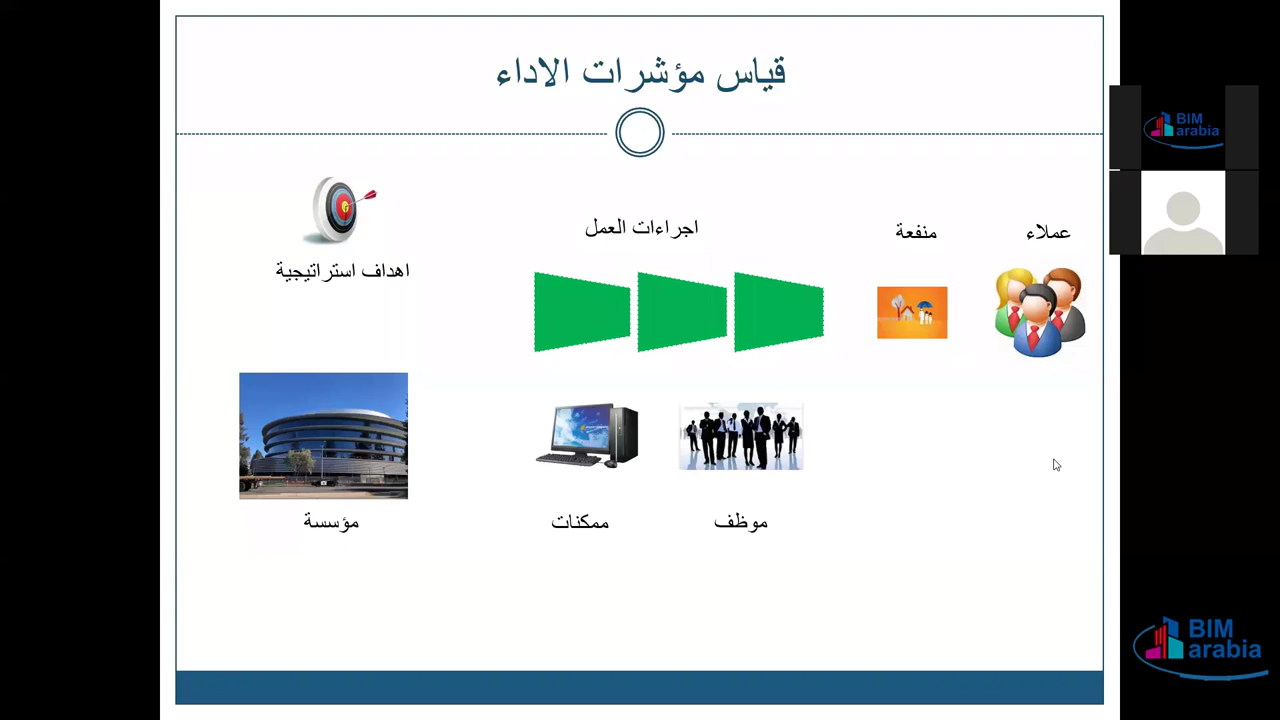 قياس مؤشرات الاداء
عملاء
منفعة
اجراءات العمل
اهداف استراتيجية
موظف
ممكنات
مؤسسة
BIM
arabia
BIM
arabia